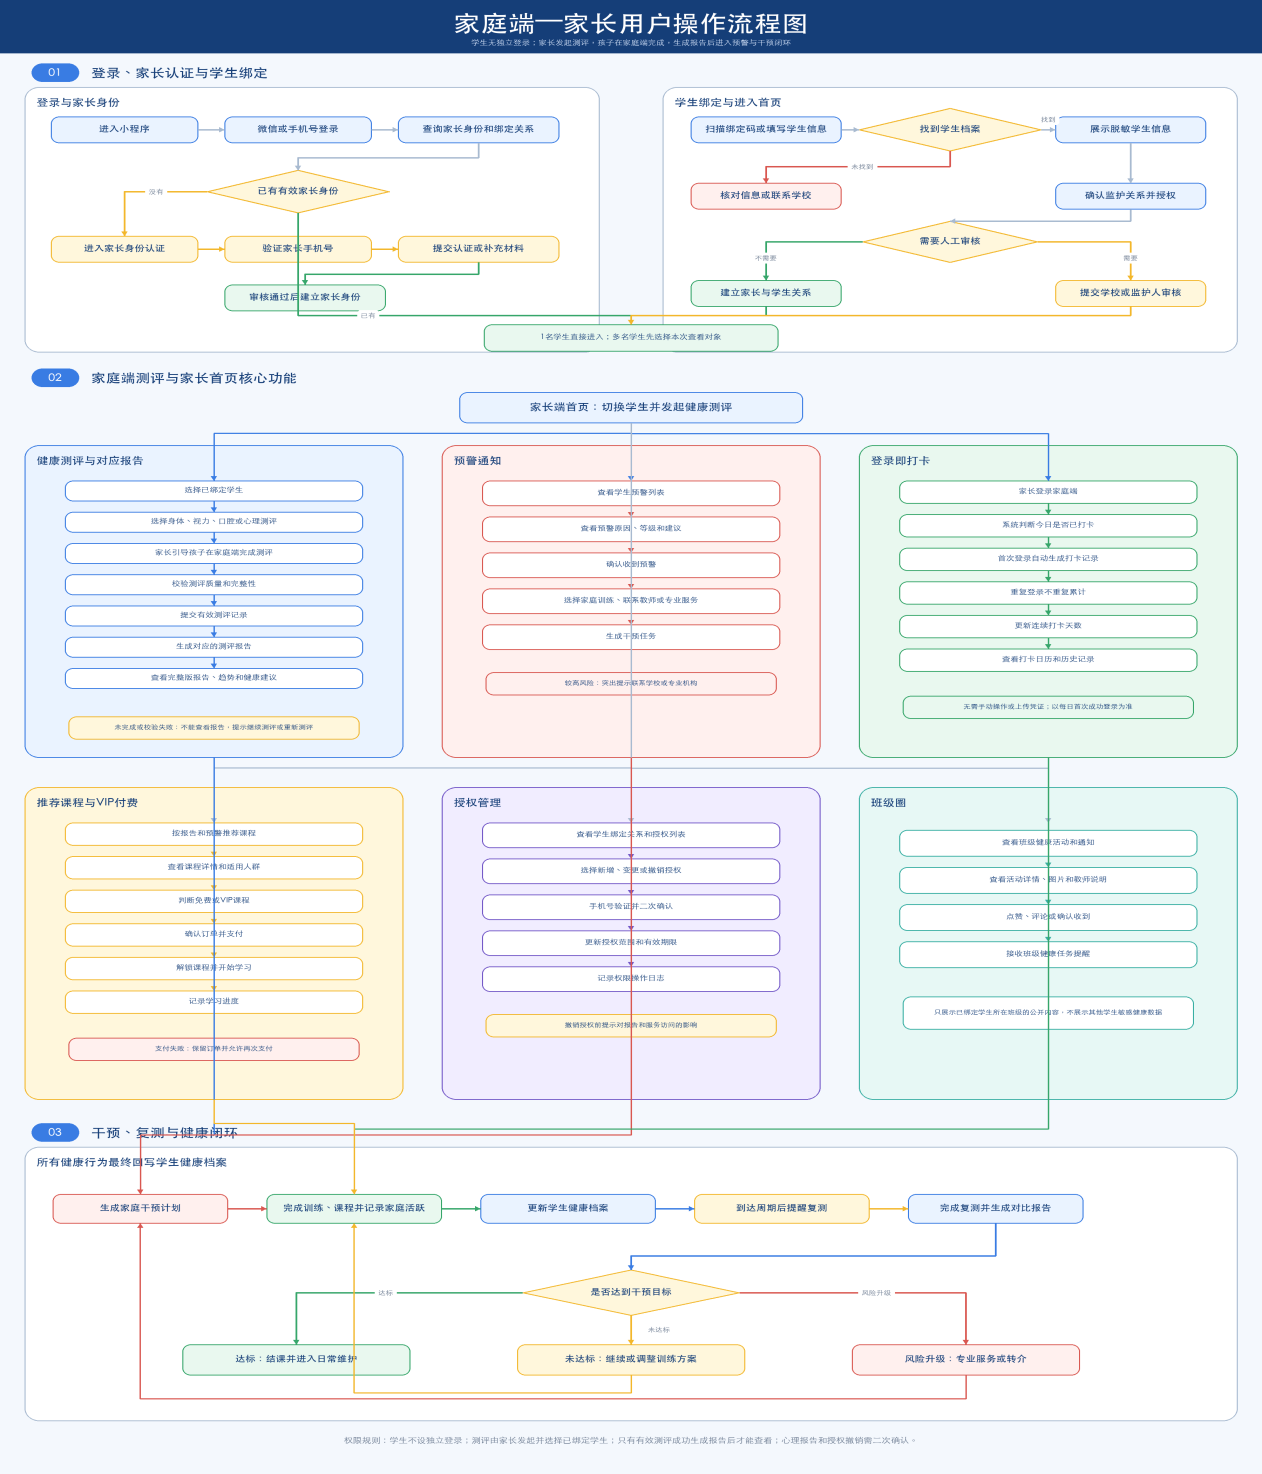 家庭端—家长用户操作流程图
学生无独立登录；家长发起测评，孩子在家庭端完成，生成报告后进入预警与干预闭环
01
登录、家长认证与学生绑定
登录与家长身份
进入小程序
微信或手机号登录
查询家长身份和绑定关系
已有有效家长身份
没有
进入家长身份认证
验证家长手机号
提交认证或补充材料
审核通过后建立家长身份
已有
学生绑定与进入首页
扫描绑定码或填写学生信息
找到学生档案
找到
展示脱敏学生信息
未找到
核对信息或联系学校
确认监护关系并授权
需要人工审核
不需要
需要
建立家长与学生关系
提交学校或监护人审核
1名学生直接进入；多名学生先选择本次查看对象
02
家庭端测评与家长首页核心功能
家长端首页：切换学生并发起健康测评
健康测评与对应报告
选择已绑定学生
选择身体、视力、口腔或心理测评
家长引导孩子在家庭端完成测评
校验测评质量和完整性
提交有效测评记录
生成对应的测评报告
查看完整版报告、趋势和健康建议
未完成或校验失败：不能查看报告，提示继续测评或重新测评
预警通知
查看学生预警列表
查看预警原因、等级和建议
确认收到预警
选择家庭训练、联系教师或专业服务
生成干预任务
较高风险：突出提示联系学校或专业机构
登录即打卡
家长登录家庭端
系统判断今日是否已打卡
首次登录自动生成打卡记录
重复登录不重复累计
更新连续打卡天数
查看打卡日历和历史记录
无需手动操作或上传凭证；以每日首次成功登录为准
推荐课程与VIP付费
按报告和预警推荐课程
查看课程详情和适用人群
判断免费或VIP课程
确认订单并支付
解锁课程并开始学习
记录学习进度
支付失败：保留订单并允许再次支付
授权管理
查看学生绑定关系和授权列表
选择新增、变更或撤销授权
手机号验证并二次确认
更新授权范围和有效期限
记录权限操作日志
撤销授权前提示对报告和服务访问的影响
班级圈
查看班级健康活动和通知
查看活动详情、图片和教师说明
点赞、评论或确认收到
接收班级健康任务提醒
只展示已绑定学生所在班级的公开内容，不展示其他学生敏感健康数据
03
干预、复测与健康闭环
所有健康行为最终回写学生健康档案
生成家庭干预计划
完成训练、课程并记录家庭活跃
更新学生健康档案
到达周期后提醒复测
完成复测并生成对比报告
是否达到干预目标
达标
风险升级
未达标
达标：结课并进入日常维护
未达标：继续或调整训练方案
风险升级：专业服务或转介
权限规则：学生不设独立登录；测评由家长发起并选择已绑定学生；只有有效测评成功生成报告后才能查看；心理报告和授权撤销需二次确认。